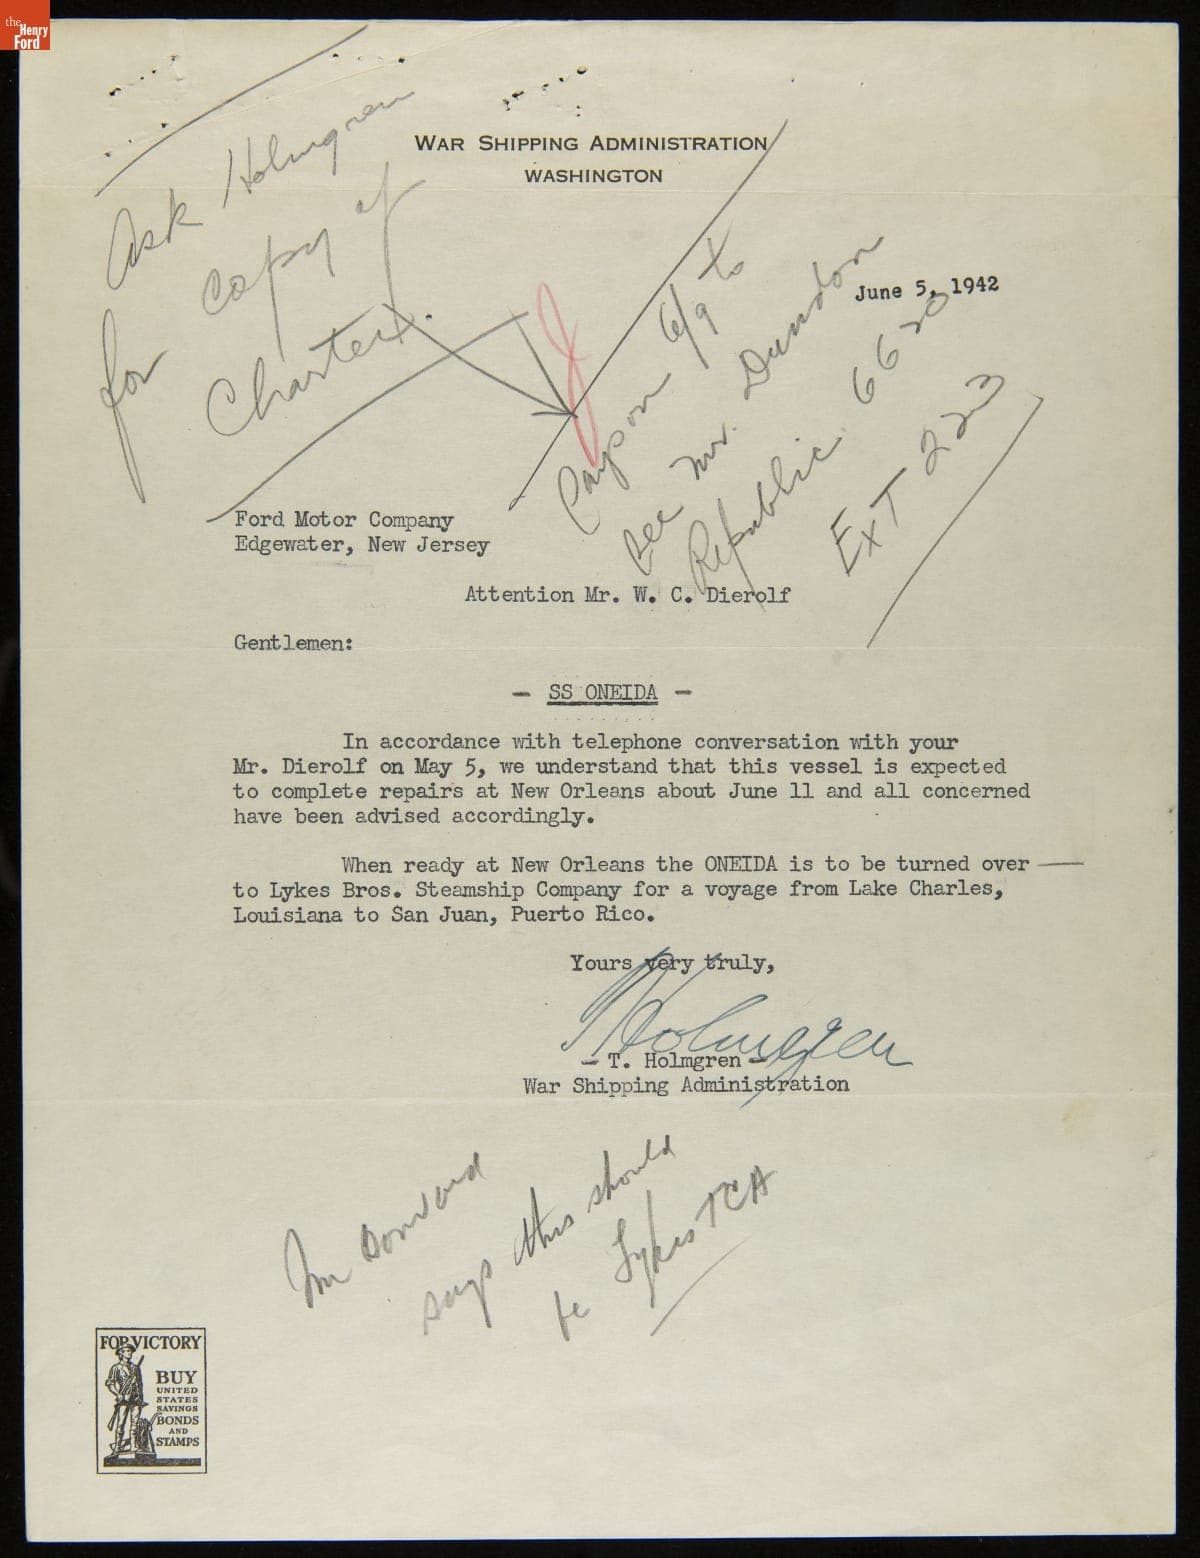 the
Henry
Ford
WAR SHIPPING ADMINISTRATION
WASHINGTON
Ask Holmgren
for copy of
Charter.
June 5, 1942
6/9 to
see Mr. Dundon
Republic 6620
ExT 223
Ford Motor Company
Edgewater, New Jersey
Attention Mr. W. C. Dierolf
Gentlemen:
- SS ONEIDA -
In accordance with telephone conversation with your
Mr. Dierolf on May 5, we understand that this vessel is expected
to complete repairs at New Orleans about June 11 and all concerned
have been advised accordingly.
When ready at New Orleans the ONEIDA is to be turned over
to Lykes Bros. Steamship Company for a voyage from Lake Charles,
Louisiana to San Juan, Puerto Rico.
Yours very truly,
T Holmgren
- T. Holmgren -
War Shipping Administration
says this should
be Lykes TCA
FOR VICTORY
BUY
UNITED
STATES
SAVINGS
BONDS
AND
STAMPS